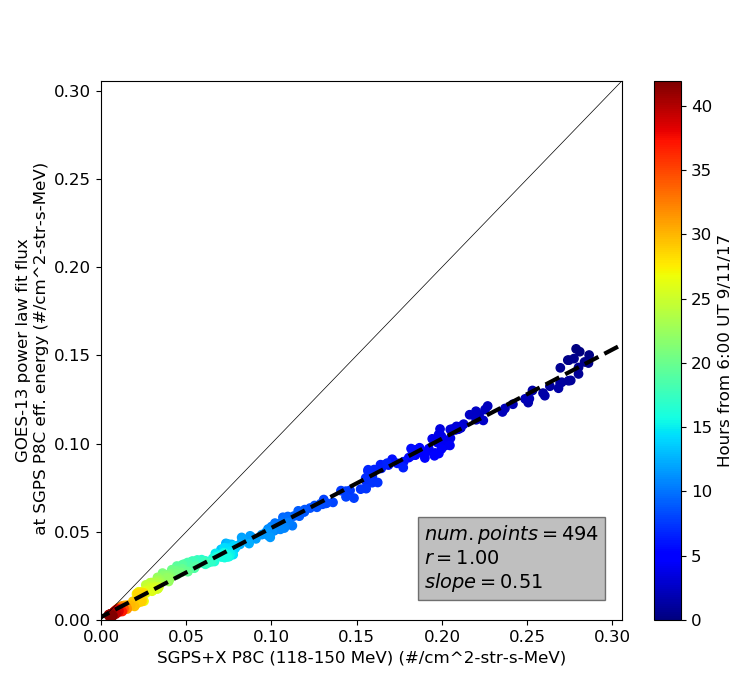 GOES-13 power law fit flux
at SGPS P8C eff. energy (#/cm^2-str-s-MeV)
0.30
0.25
0.20
0.15
0.10
0.05
0.00
0.00 0.05 0.10 0.15 0.20 0.25 0.30
SGPS+X P8C (118-150 MeV) (#/cm^2-str-s-MeV)
num.points = 494
r = 1.00
slope = 0.51
40
35
30
25
20
15
10
5
0
Hours from 6:00 UT 9/11/17